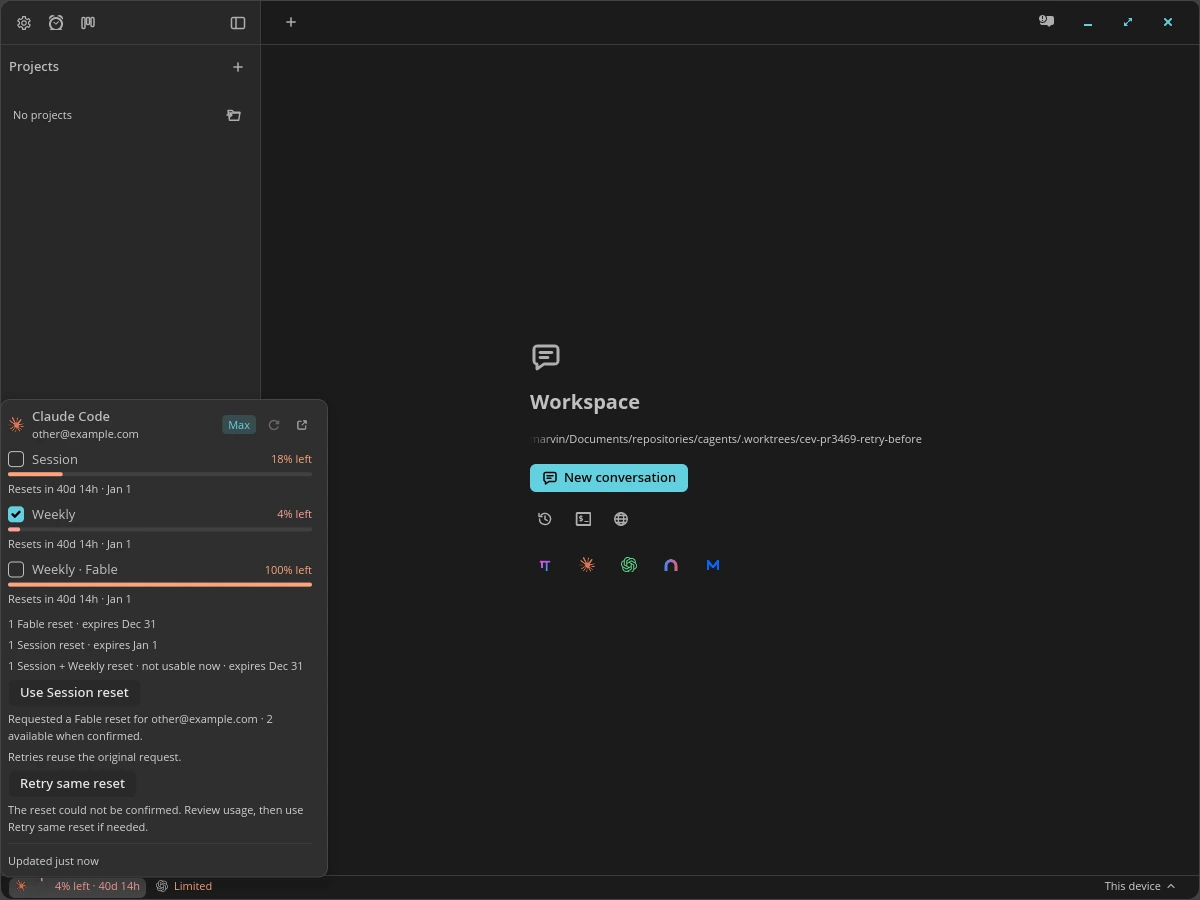 Projects
No projects
Claude Code
other@example.com
Max
Session
18% left
Resets in 40d 14h · Jan 1
Weekly
4% left
Resets in 40d 14h · Jan 1
Weekly · Fable
100% left
Resets in 40d 14h · Jan 1
1 Fable reset · expires Dec 31
1 Session reset · expires Jan 1
1 Session + Weekly reset · not usable now · expires Dec 31
Use Session reset
Requested a Fable reset for other@example.com · 2
available when confirmed.
Retries reuse the original request.
Retry same reset
The reset could not be confirmed. Review usage, then use
Retry same reset if needed.
Updated just now
4% left · 40d 14h
Limited
Workspace
marvin/Documents/repositories/cagents/.worktrees/cev-pr3469-retry-before
New conversation
This device